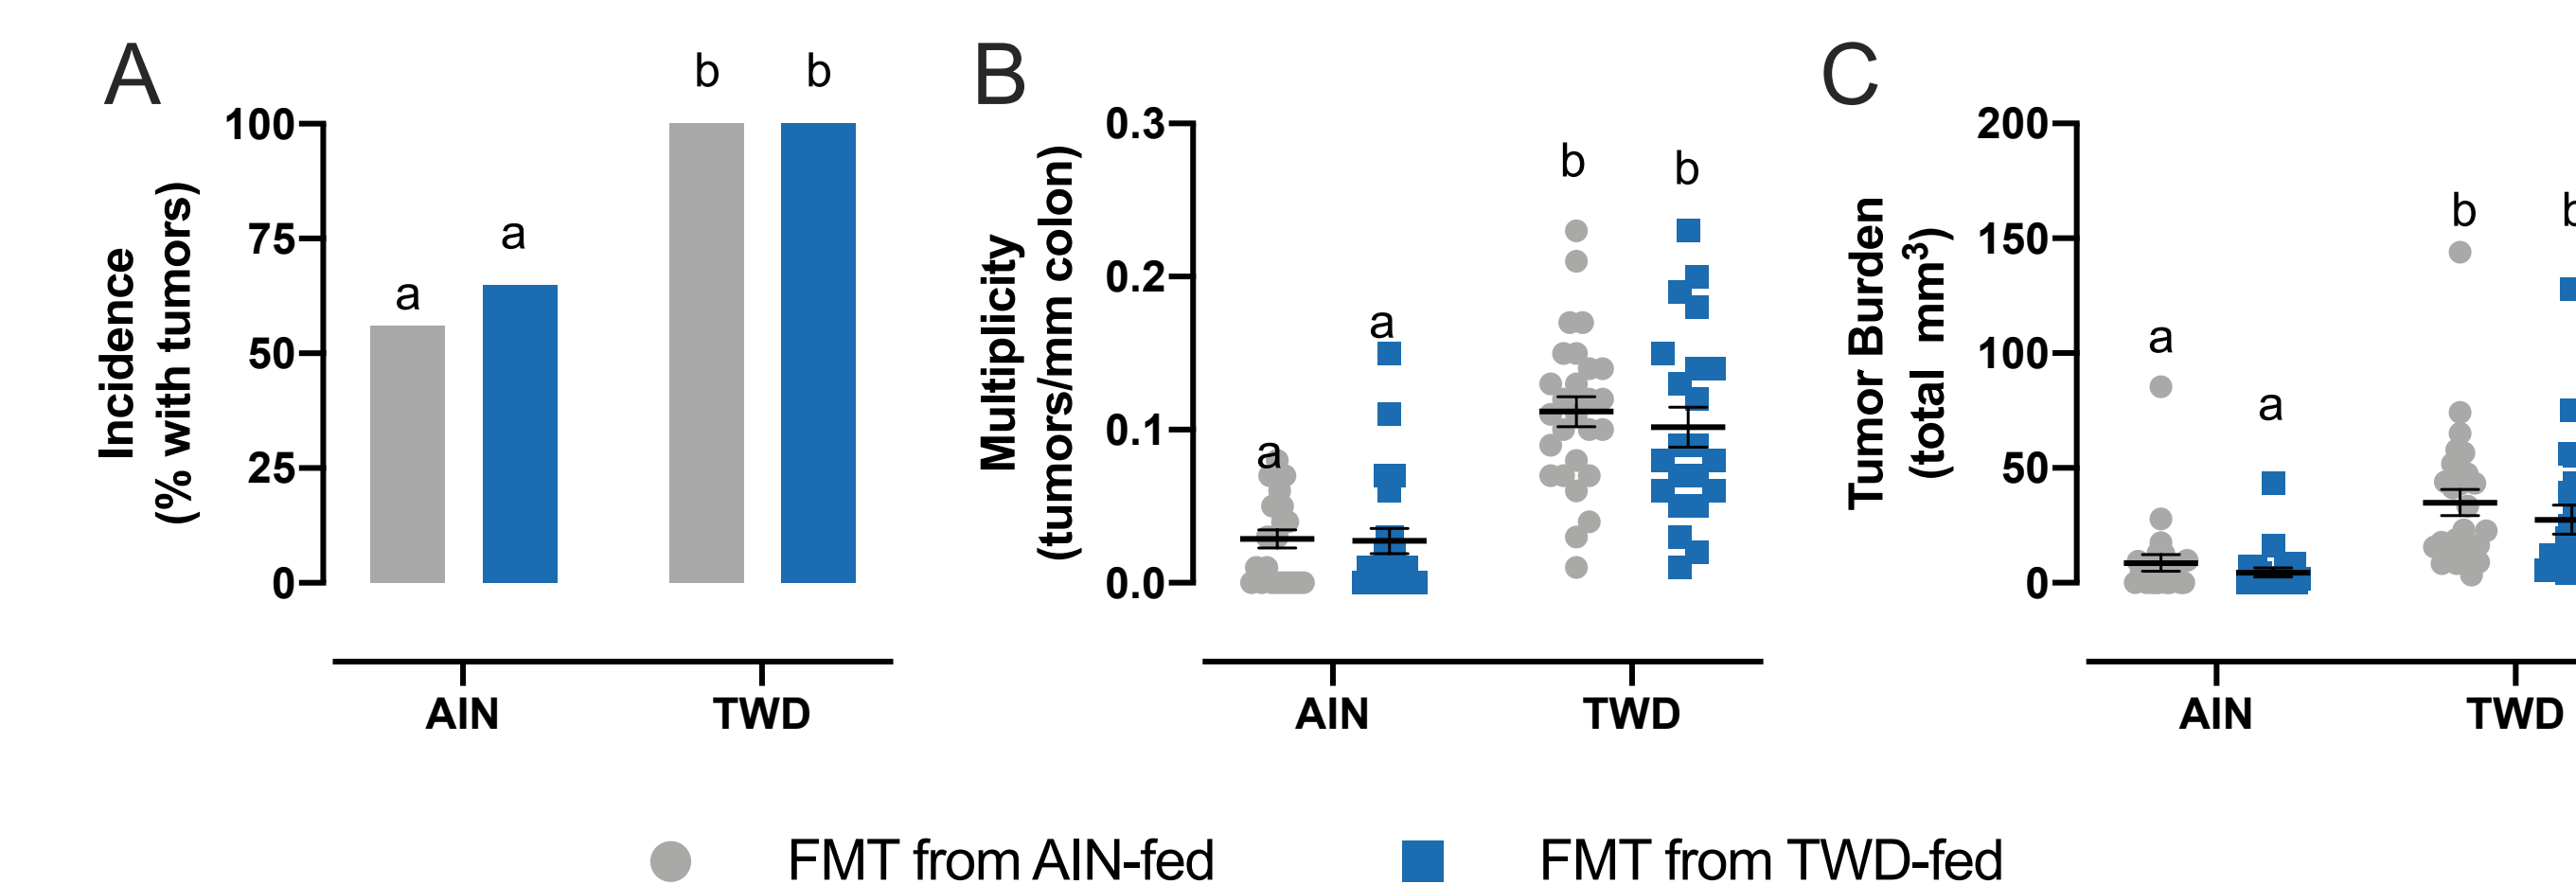 A
Incidence
(% with tumors)
100
75
50
25
0
a
a
b
b
AIN
TWD
B
Multiplicity
(tumors/mm colon)
0.3
0.2
0.1
0.0
a
a
b
b
AIN
TWD
C
Tumor Burden
(total mm³)
200
150
100
50
0
a
a
b
b
AIN
TWD
FMT from AIN-fed
FMT from TWD-fed